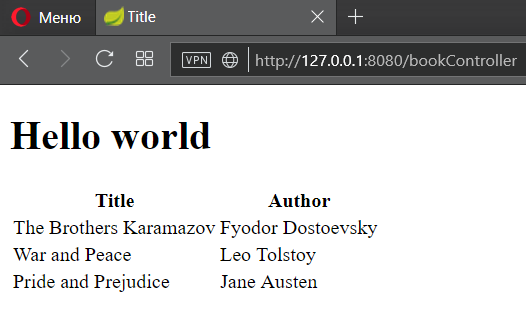 Меню Title
VPN http://127.0.0.1:8080/bookController
Hello world
Title Author
The Brothers Karamazov Fyodor Dostoevsky
War and Peace Leo Tolstoy
Pride and Prejudice Jane Austen